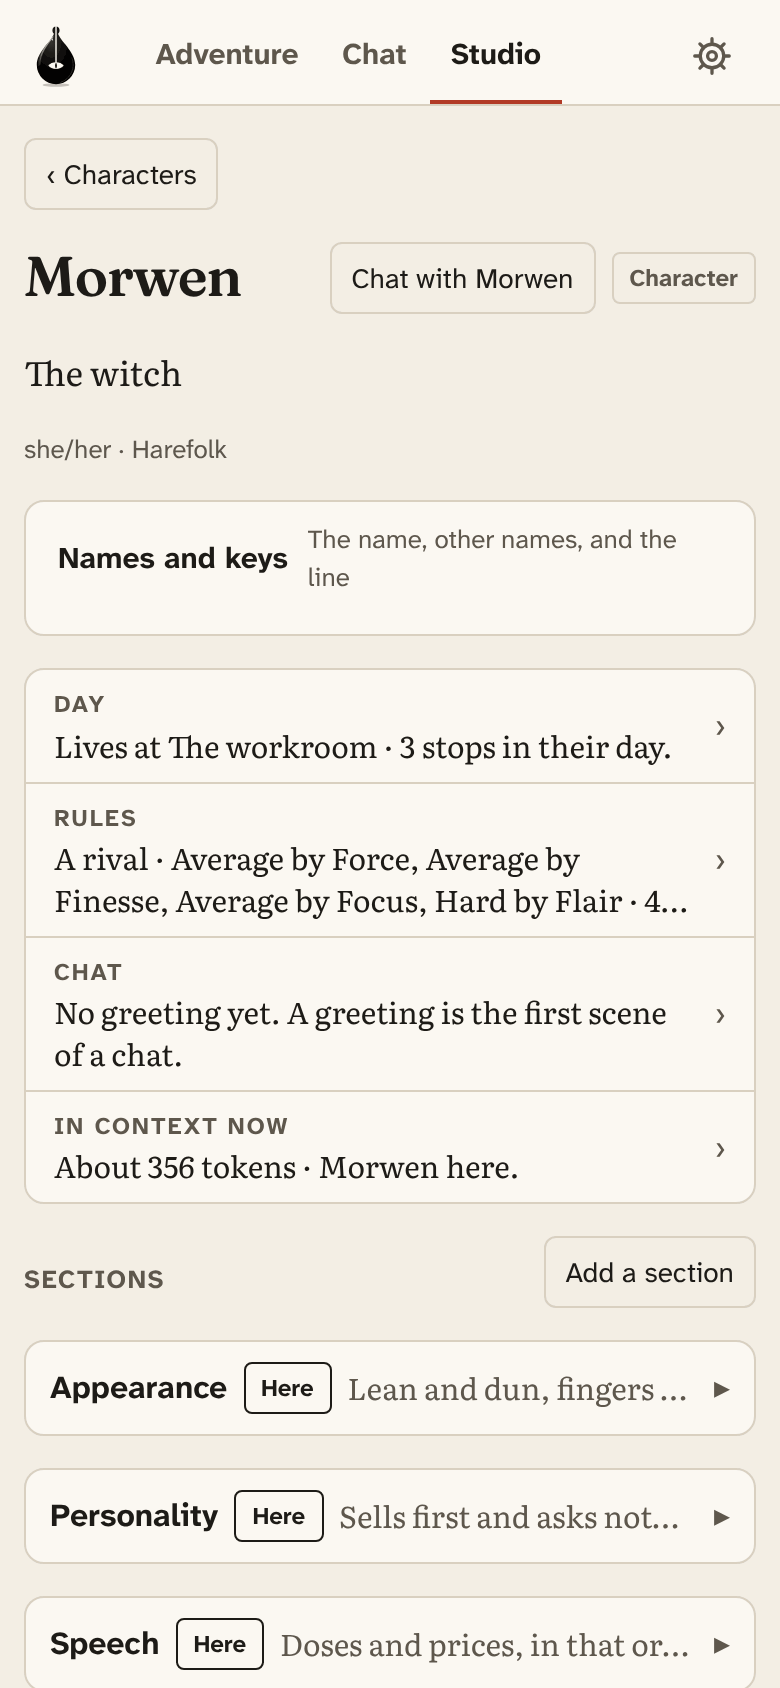 Adventure Chat Studio
‹ Characters
Morwen Chat with Morwen Character
The witch
she/her · Harefolk
Names and keys The name, other names, and the
line
DAY
Lives at The workroom · 3 stops in their day. ›
RULES
A rival · Average by Force, Average by ›
Finesse, Average by Focus, Hard by Flair · 4...
CHAT
No greeting yet. A greeting is the first scene ›
of a chat.
IN CONTEXT NOW
About 356 tokens · Morwen here. ›
SECTIONS Add a section
Appearance Here Lean and dun, fingers ... ▶
Personality Here Sells first and asks not... ▶
Speech Here Doses and prices, in that or... ▶